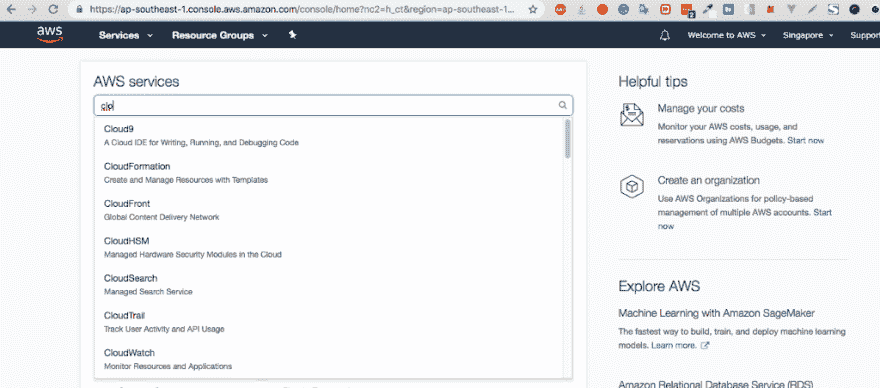 https://ap-southeast-1.console.aws.amazon.com/console/home?nc2=h_ct&region=ap-southeast-1...
aws Services Resource Groups Welcome to AWS Singapore Support
AWS services
clo
Cloud9
A Cloud IDE for Writing, Running, and Debugging Code
CloudFormation
Create and Manage Resources with Templates
CloudFront
Global Content Delivery Network
CloudHSM
Managed Hardware Security Modules in the Cloud
CloudSearch
Managed Search Service
CloudTrail
Track User Activity and API Usage
CloudWatch
Monitor Resources and Applications
Helpful tips
Manage your costs
Monitor your AWS costs, usage, and
reservations using AWS Budgets. Start now
Create an organization
Use AWS Organizations for policy-based
management of multiple AWS accounts. Start
now
Explore AWS
Machine Learning with Amazon SageMaker
The fastest way to build, train, and deploy machine learning
models. Learn more.
Amazon Relational Database Service (RDS)